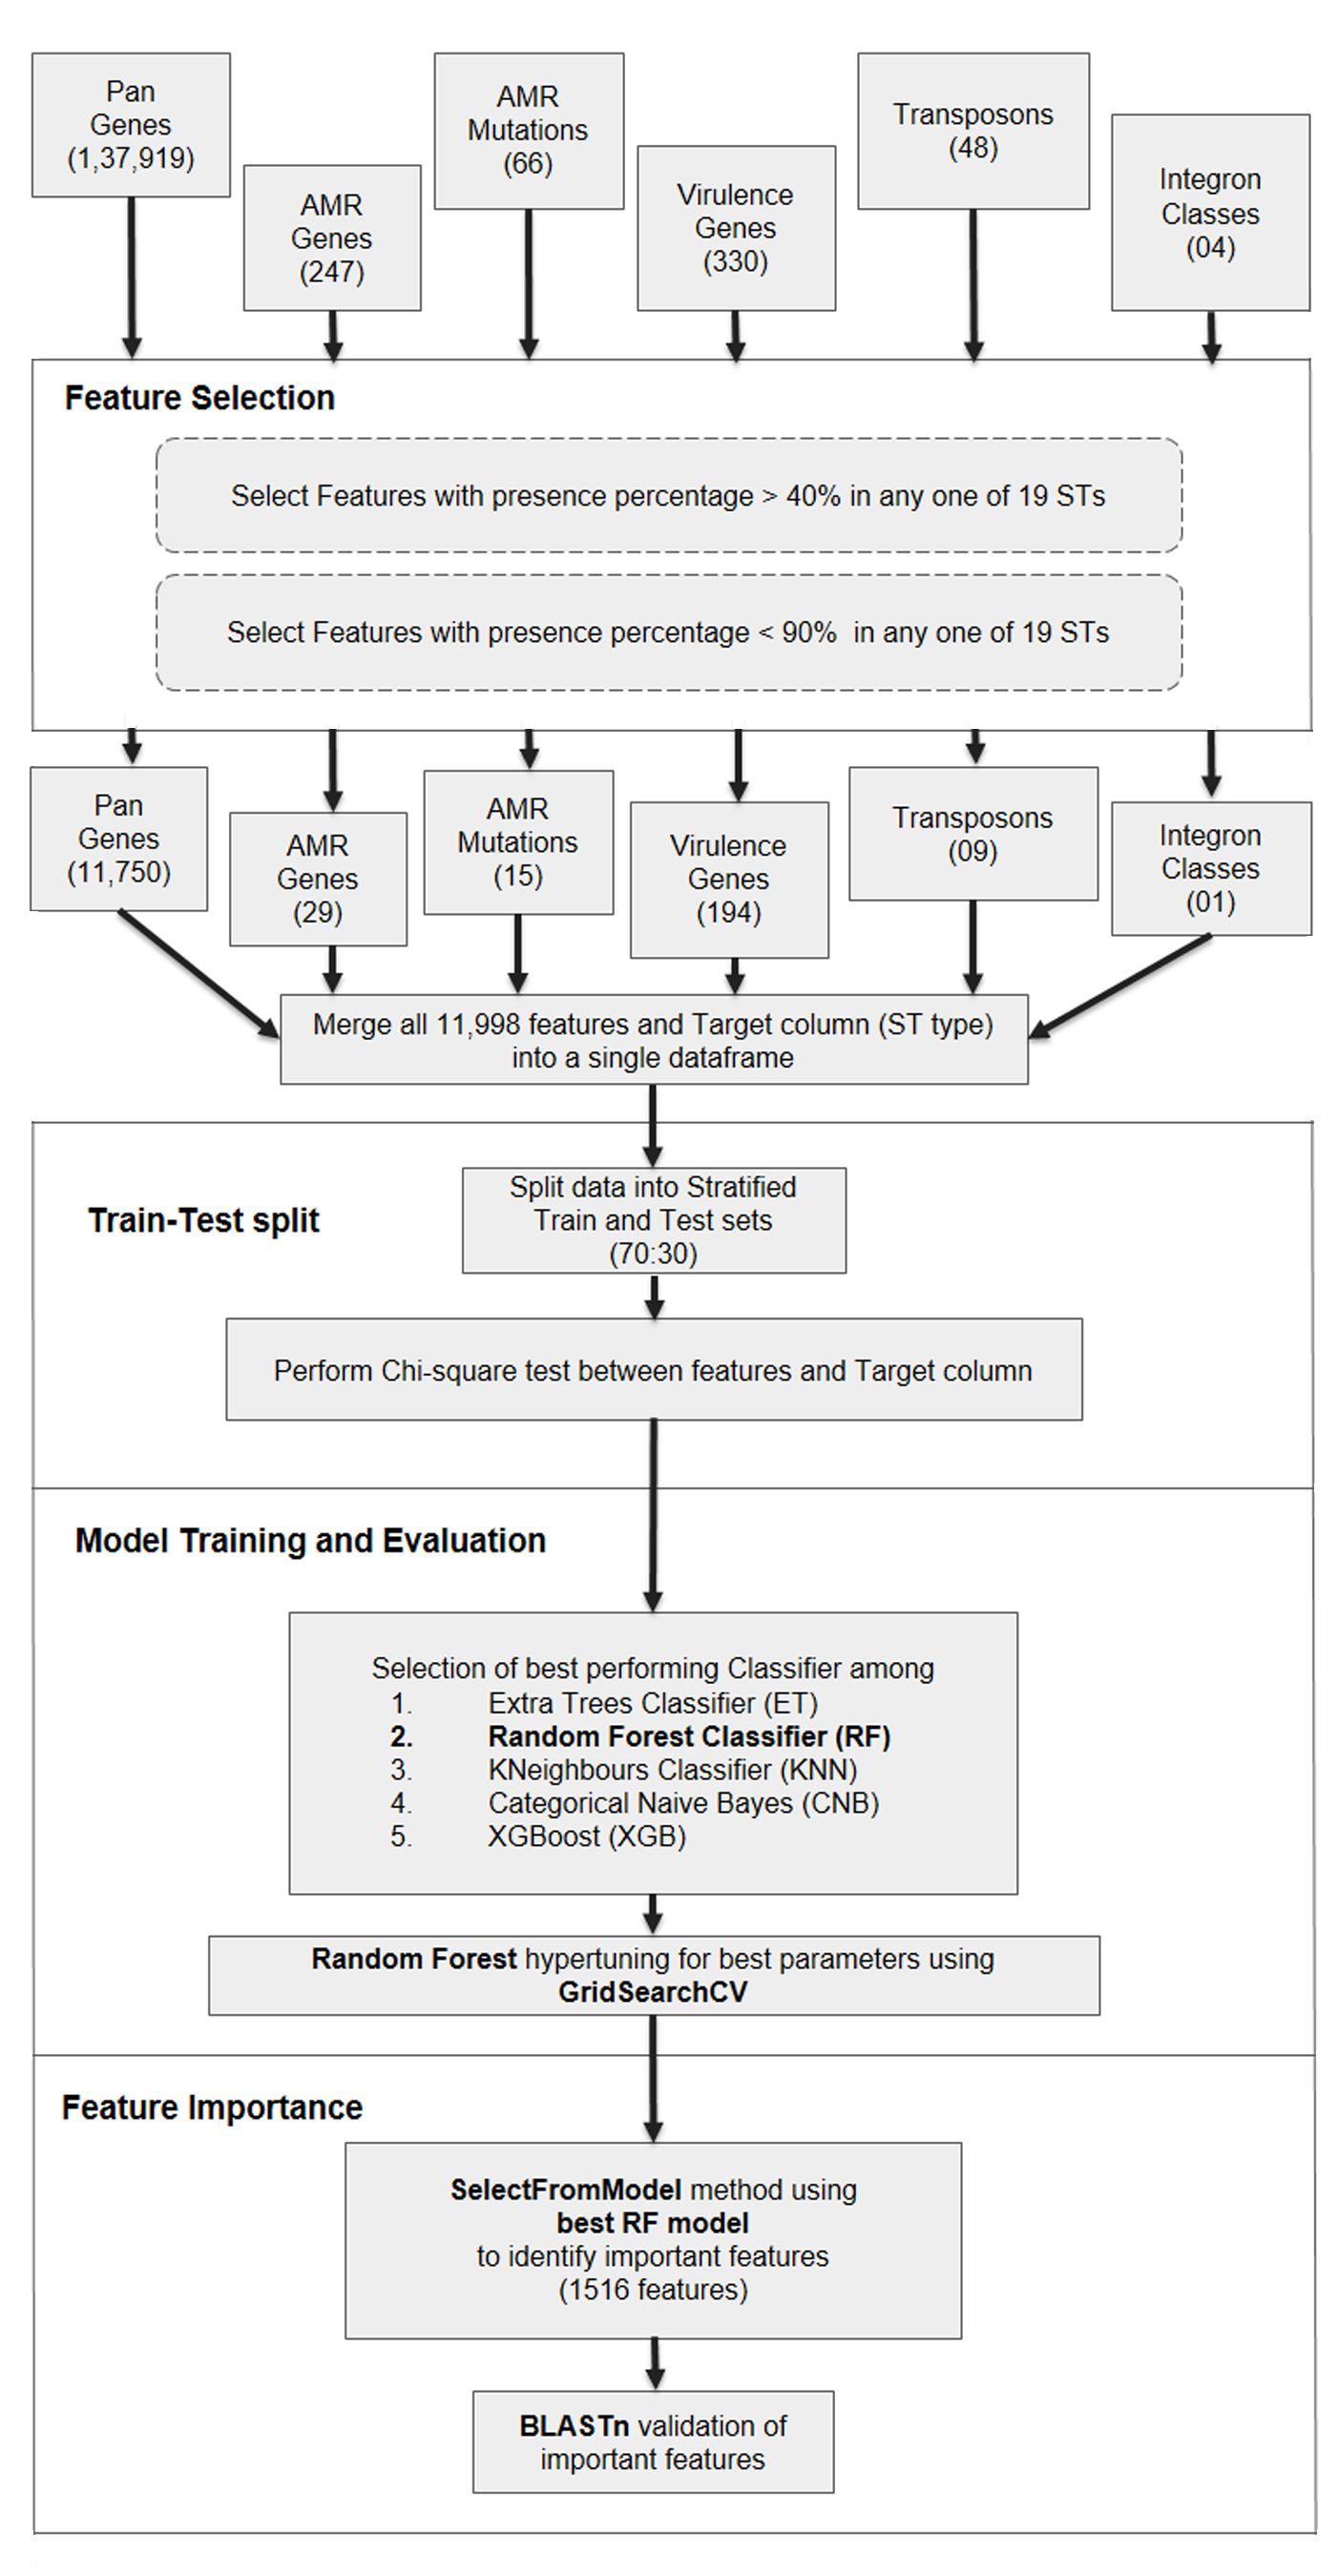 Pan
Genes
(1,37,919)
AMR
Genes
(247)
AMR
Mutations
(66)
Virulence
Genes
(330)
Transposons
(48)
Integron
Classes
(04)
Feature Selection
Select Features with presence percentage > 40% in any one of 19 STs
Select Features with presence percentage < 90% in any one of 19 STs
Pan
Genes
(11,750)
AMR
Genes
(29)
AMR
Mutations
(15)
Virulence
Genes
(194)
Transposons
(09)
Integron
Classes
(01)
Merge all 11,998 features and Target column (ST type)
into a single dataframe
Train-Test split
Split data into Stratified
Train and Test sets
(70:30)
Perform Chi-square test between features and Target column
Model Training and Evaluation
Selection of best performing Classifier among
1. Extra Trees Classifier (ET)
2. Random Forest Classifier (RF)
3. KNeighbours Classifier (KNN)
4. Categorical Naive Bayes (CNB)
5. XGBoost (XGB)
Random Forest hypertuning for best parameters using
GridSearchCV
Feature Importance
SelectFromModel method using
best RF model
to identify important features
(1516 features)
BLASTn validation of
important features